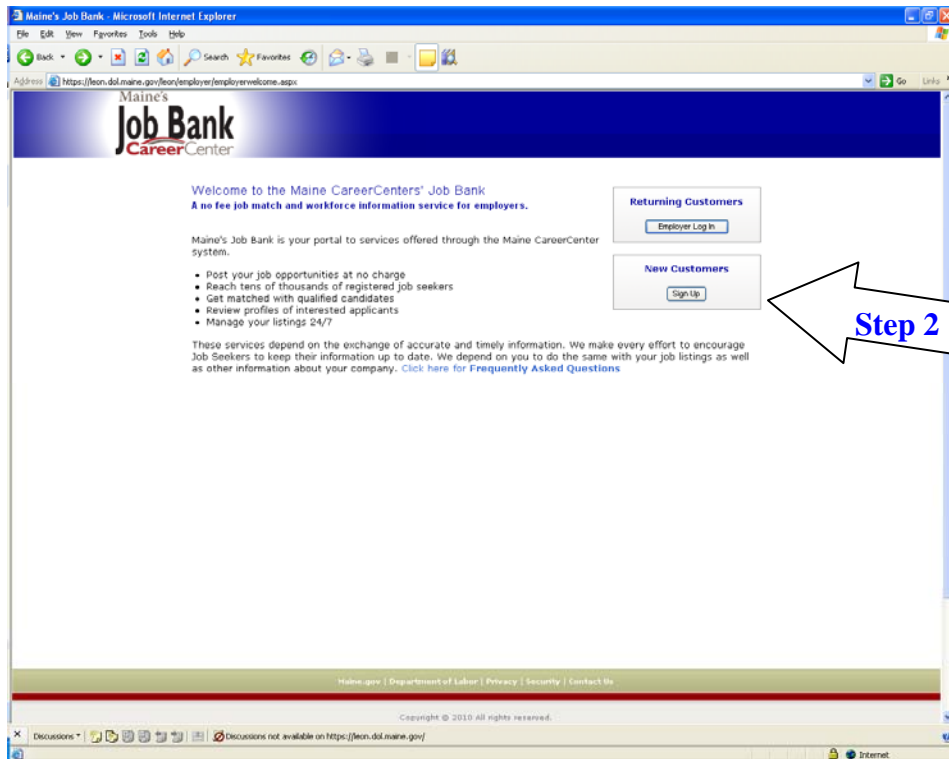 Maine's Job Bank - Microsoft Internet Explorer
File Edit View Favorites Tools Help
Back Search Favorites
Address https://leon.dol.maine.gov/leon/employer/employerwelcome.aspx Go Links
Maine's
Job Bank
CareerCenter
Welcome to the Maine CareerCenters' Job Bank
A no fee job match and workforce information service for employers.
Returning Customers
Employer Log In
Maine's Job Bank is your portal to services offered through the Maine CareerCenter
system.
New Customers
Sign Up
• Post your job opportunities at no charge
• Reach tens of thousands of registered job seekers
• Get matched with qualified candidates
• Review profiles of interested applicants
• Manage your listings 24/7
Step 2
These services depend on the exchange of accurate and timely information. We make every effort to encourage
Job Seekers to keep their information up to date. We depend on you to do the same with your job listings as well
as other information about your company. Click here for Frequently Asked Questions
Maine.gov | Department of Labor | Privacy | Security | Contact Us
Copyright © 2010 All rights reserved.
Discussions Discussions not available on https://leon.dol.maine.gov/
Internet